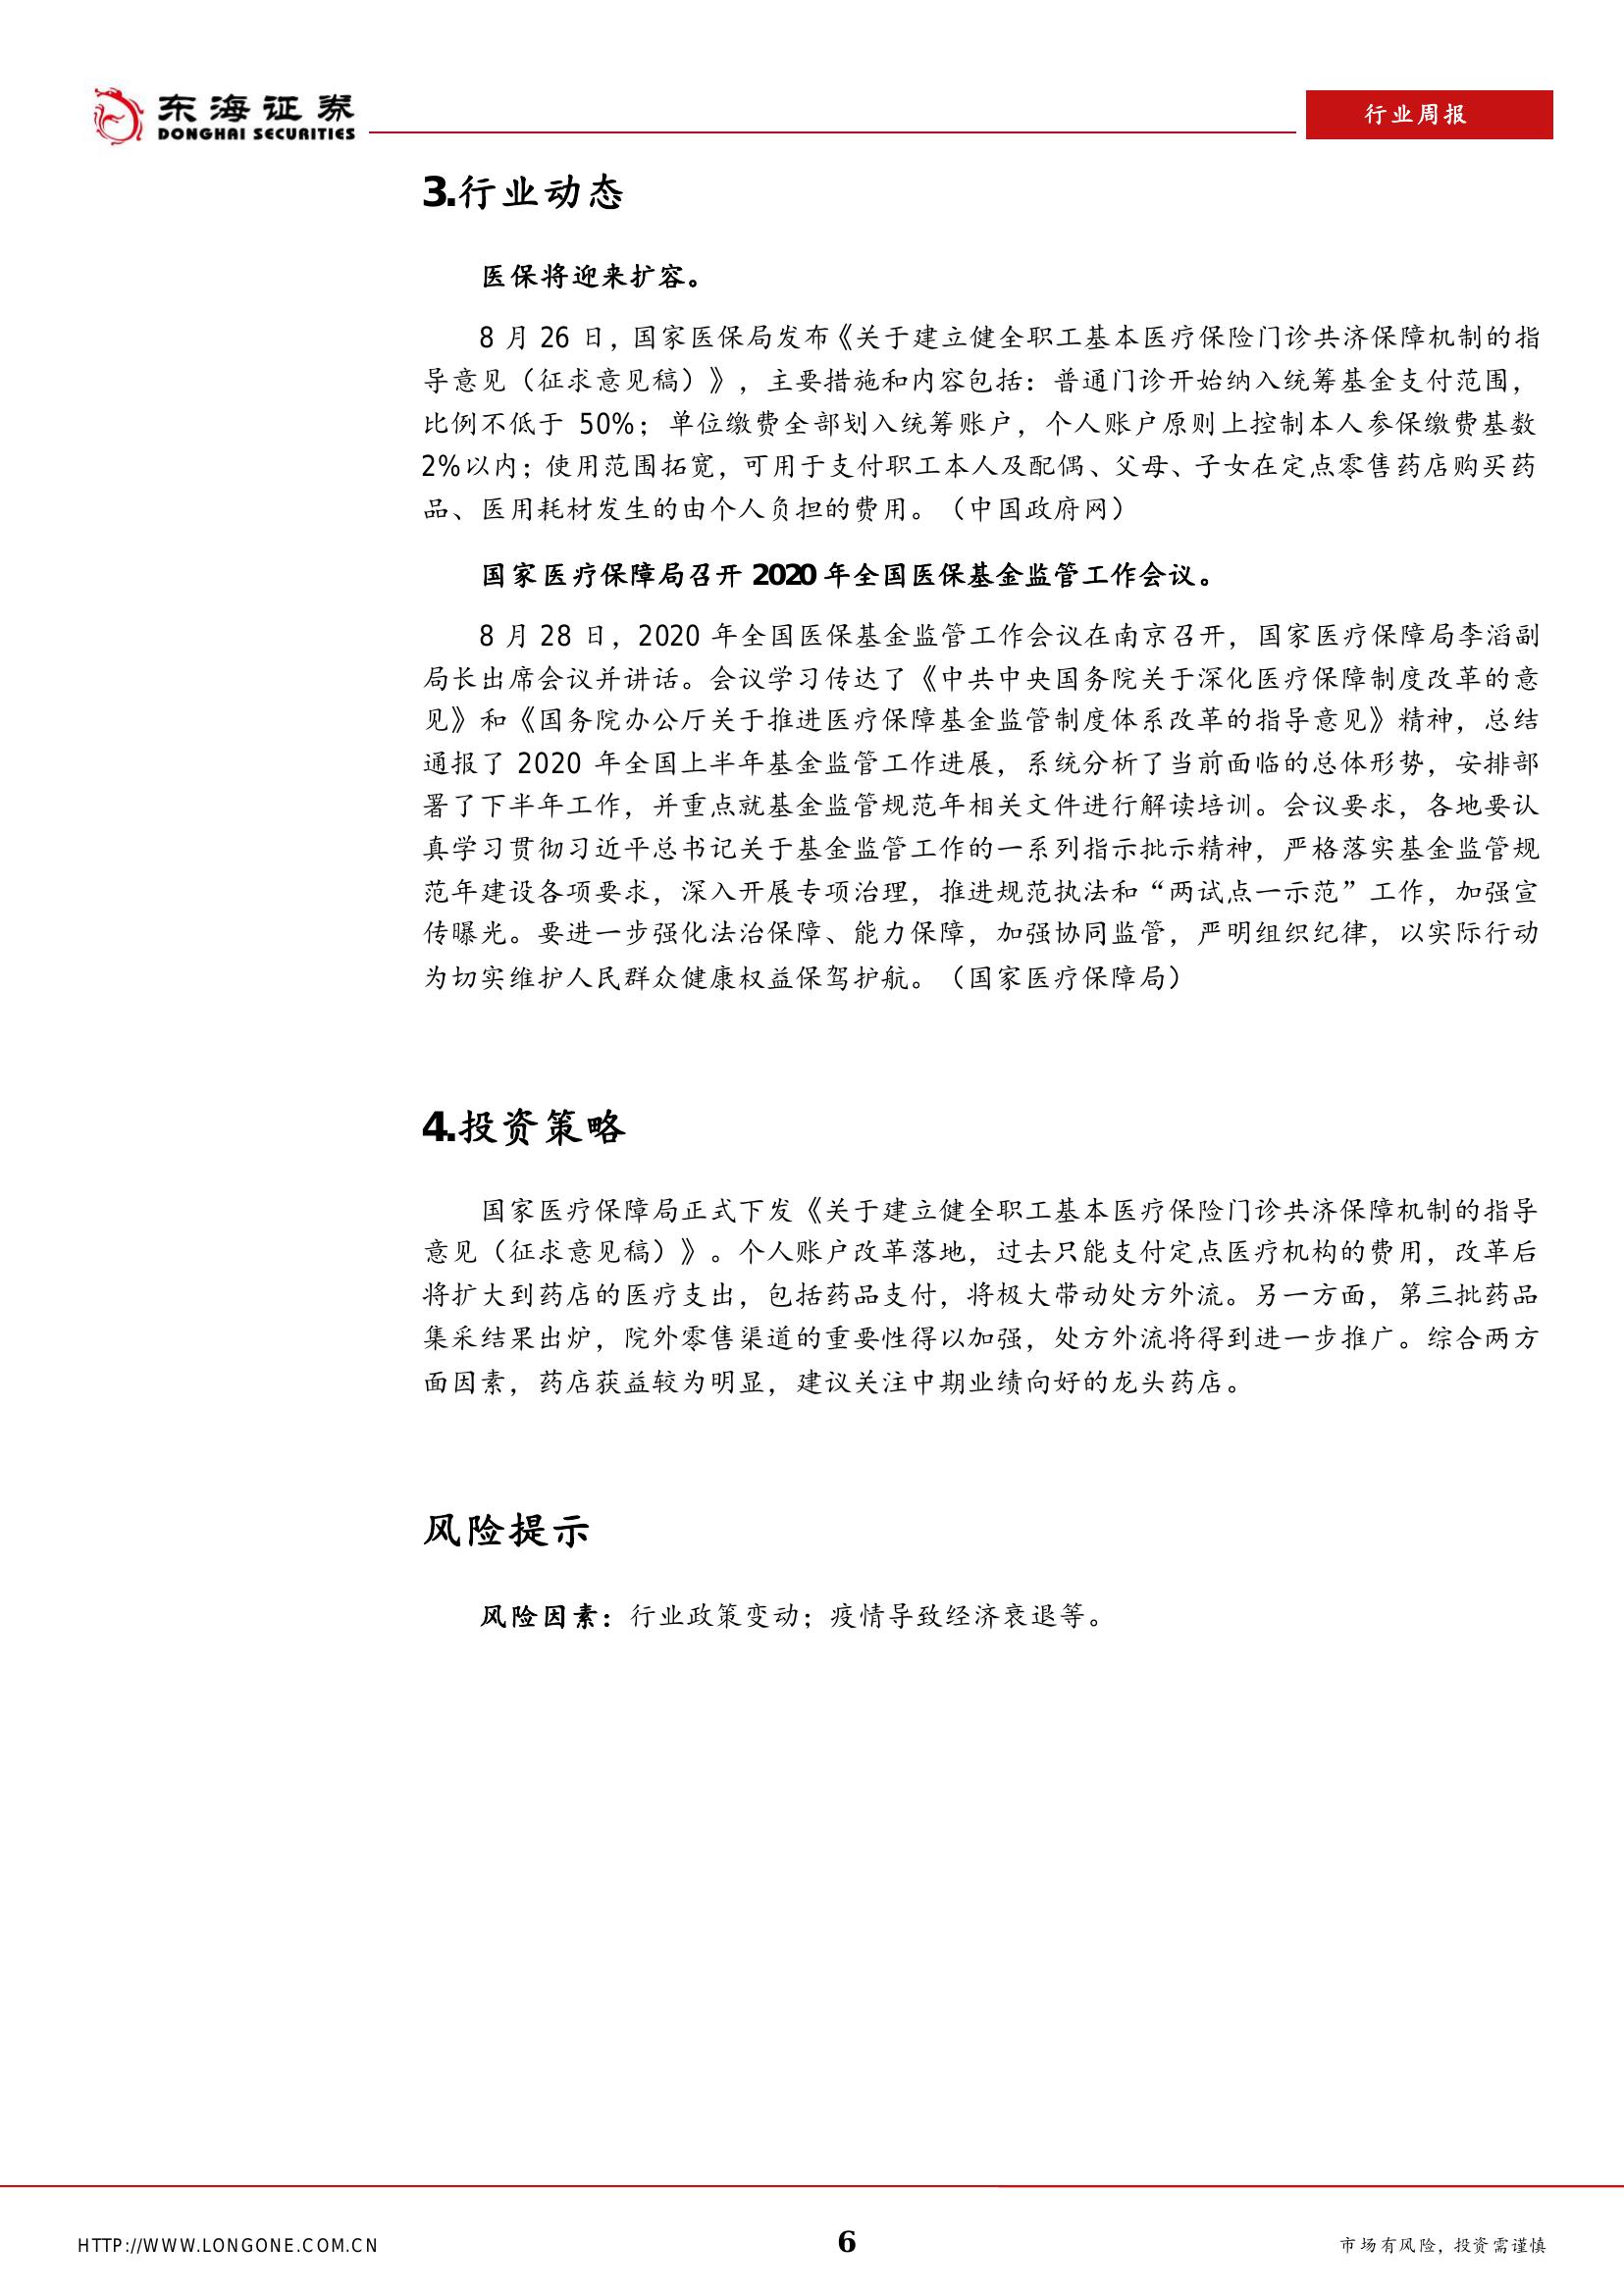 东海证券
DONGHAI SECURITIES
行业周报
3.行业动态
医保将迎来扩容。
8 月 26 日，国家医保局发布《关于建立健全职工基本医疗保险门诊共济保障机制的指
导意见（征求意见稿）》，主要措施和内容包括：普通门诊开始纳入统筹基金支付范围，
比例不低于 50%；单位缴费全部划入统筹账户，个人账户原则上控制本人参保缴费基数
2%以内；使用范围拓宽，可用于支付职工本人及配偶、父母、子女在定点零售药店购买药
品、医用耗材发生的由个人负担的费用。（中国政府网）
国家医疗保障局召开 2020 年全国医保基金监管工作会议。
8 月 28 日，2020 年全国医保基金监管工作会议在南京召开，国家医疗保障局李滔副
局长出席会议并讲话。会议学习传达了《中共中央国务院关于深化医疗保障制度改革的意
见》和《国务院办公厅关于推进医疗保障基金监管制度体系改革的指导意见》精神，总结
通报了 2020 年全国上半年基金监管工作进展，系统分析了当前面临的总体形势，安排部
署了下半年工作，并重点就基金监管规范年相关文件进行解读培训。会议要求，各地要认
真学习贯彻习近平总书记关于基金监管工作的一系列指示批示精神，严格落实基金监管规
范年建设各项要求，深入开展专项治理，推进规范执法和“两试点一示范”工作，加强宣
传曝光。要进一步强化法治保障、能力保障，加强协同监管，严明组织纪律，以实际行动
为切实维护人民群众健康权益保驾护航。（国家医疗保障局）
4.投资策略
国家医疗保障局正式下发《关于建立健全职工基本医疗保险门诊共济保障机制的指导
意见（征求意见稿）》。个人账户改革落地，过去只能支付定点医疗机构的费用，改革后
将扩大到药店的医疗支出，包括药品支付，将极大带动处方外流。另一方面，第三批药品
集采结果出炉，院外零售渠道的重要性得以加强，处方外流将得到进一步推广。综合两方
面因素，药店获益较为明显，建议关注中期业绩向好的龙头药店。
风险提示
风险因素：行业政策变动；疫情导致经济衰退等。
HTTP://WWW.LONGONE.COM.CN
6
市场有风险，投资需谨慎